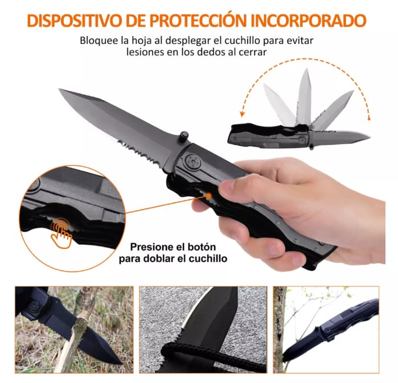 DISPOSITIVO DE PROTECCIÓN INCORPORADO
Bloquee la hoja al desplegar el cuchillo para evitar
lesiones en los dedos al cerrar
Presione el botón
para doblar el cuchillo